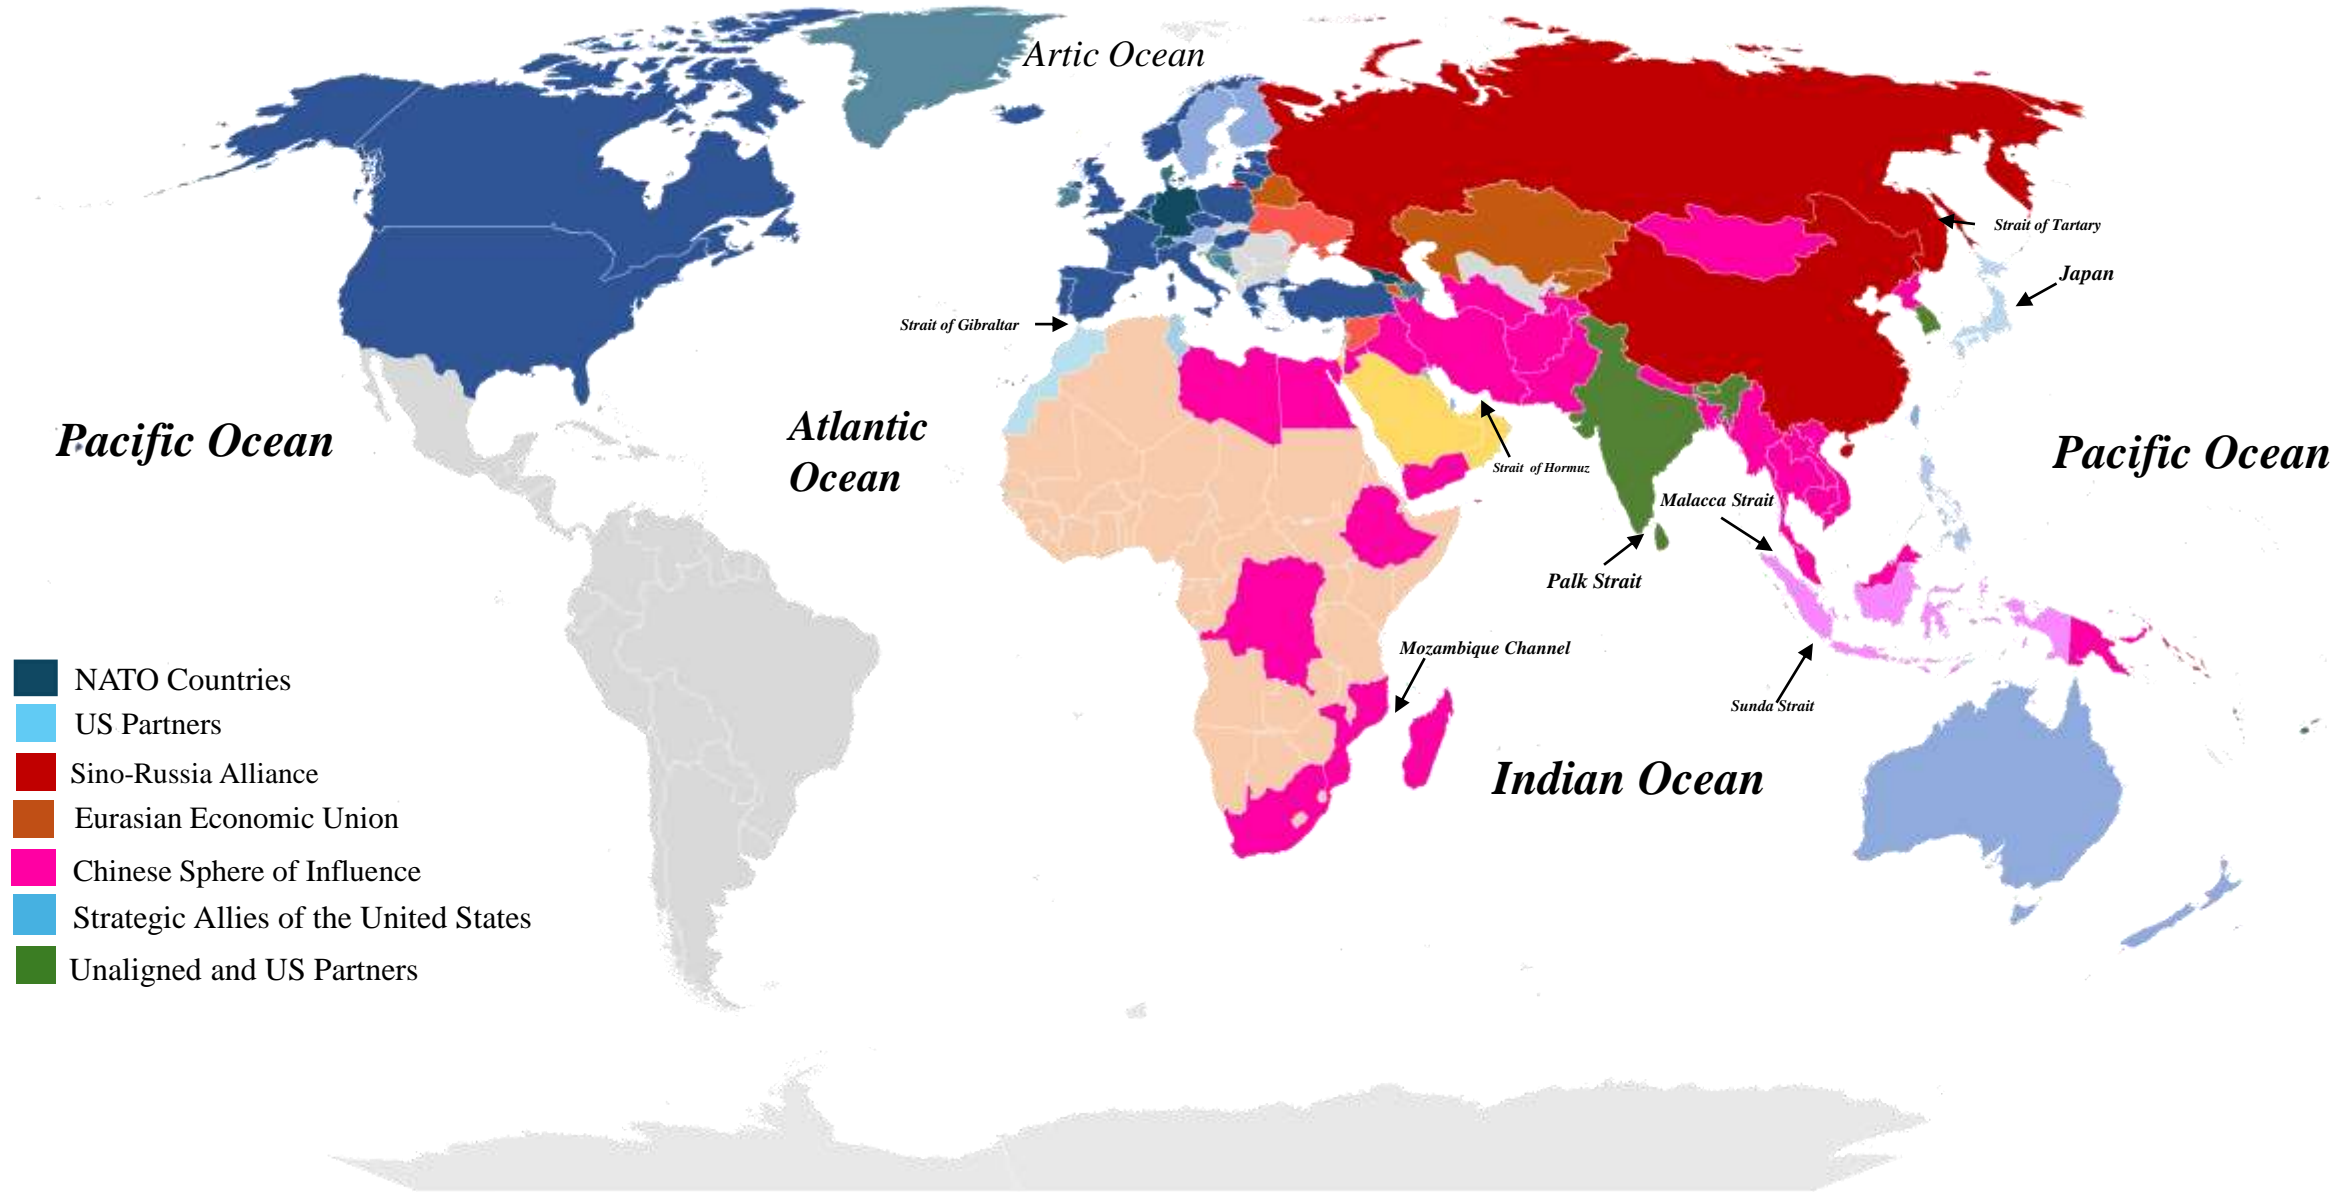 Artic Ocean
Strait of Tartary
Japan
Strait of Gibraltar
Pacific Ocean
Atlantic
Ocean
Pacific Ocean
Strait of Hormuz
Malacca Strait
Palk Strait
Mozambique Channel
Sunda Strait
Indian Ocean
NATO Countries
US Partners
Sino-Russia Alliance
Eurasian Economic Union
Chinese Sphere of Influence
Strategic Allies of the United States
Unaligned and US Partners